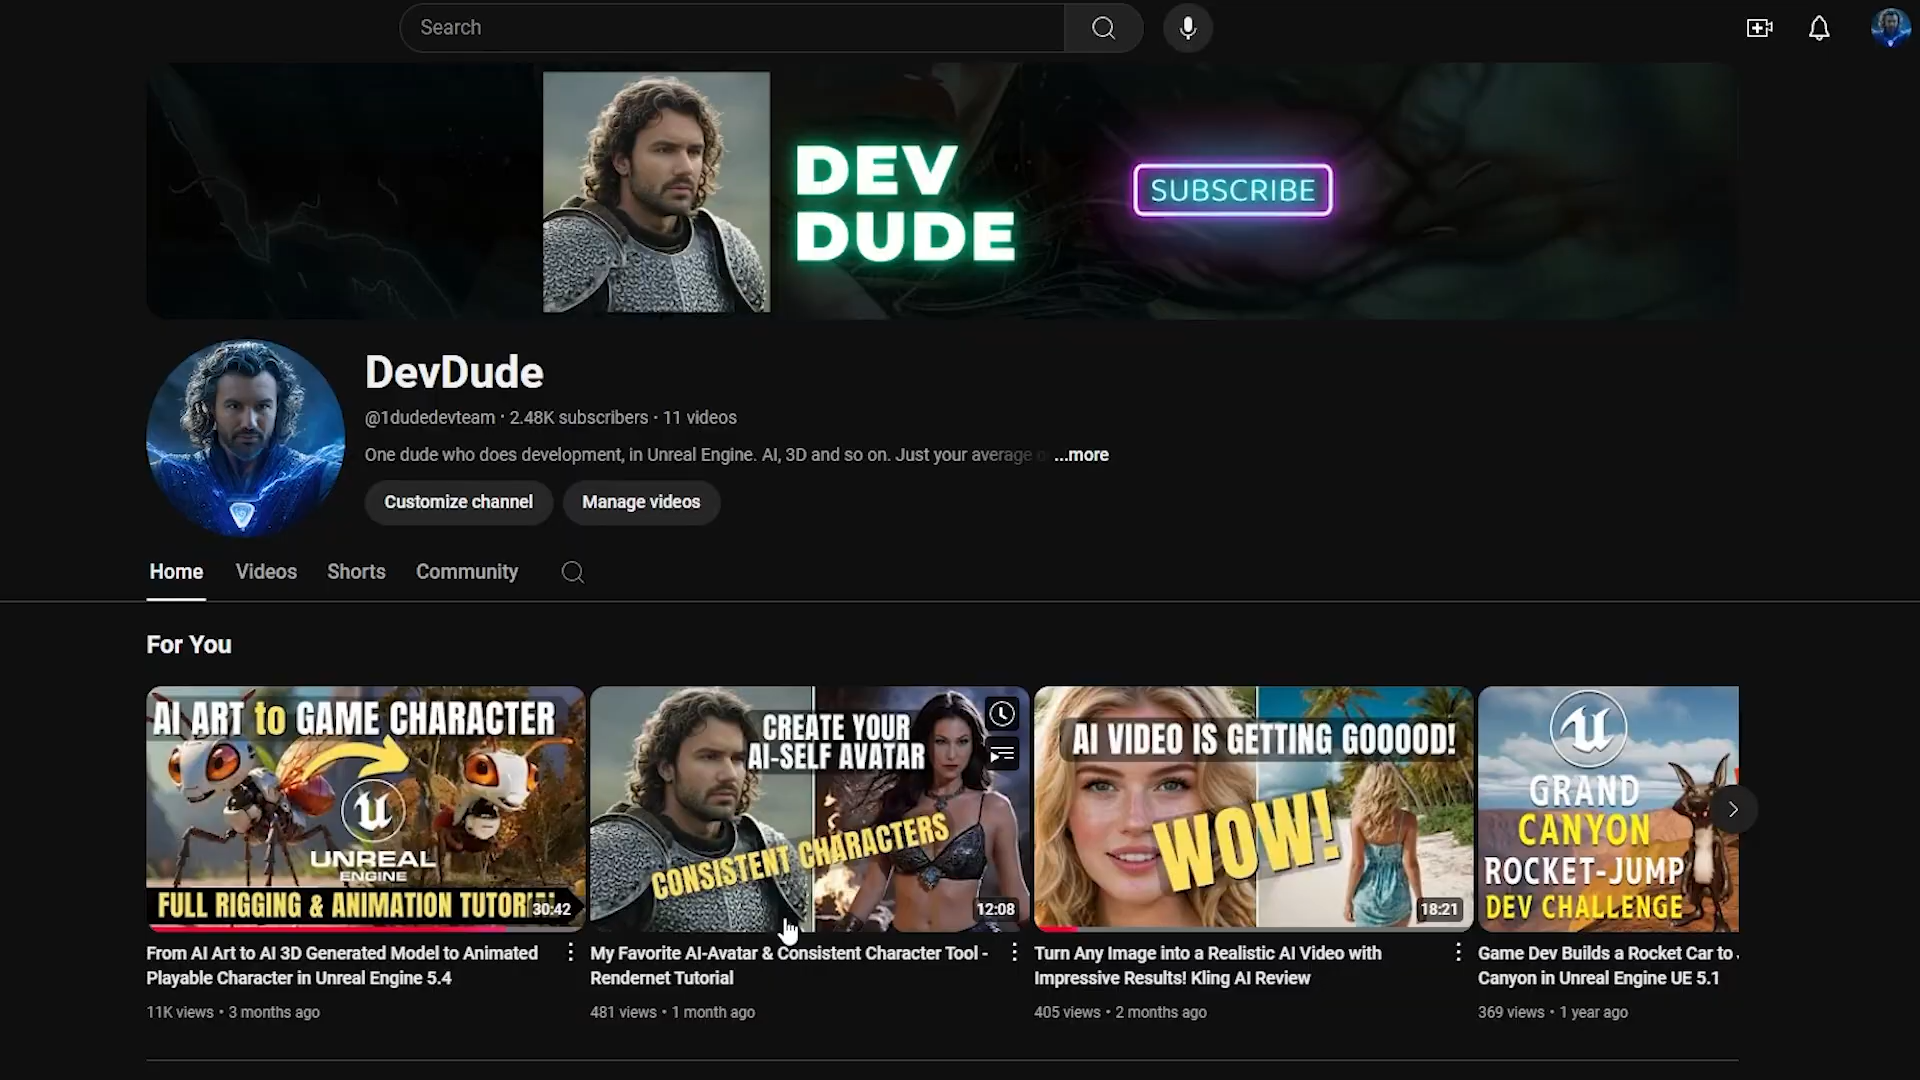 Search
DEV
DUDE
SUBSCRIBE
DevDude
@1dudedevteam · 2.48K subscribers · 11 videos
One dude who does development, in Unreal Engine. AI, 3D and so on. Just your average ...more
Customize channel
Manage videos
Home
Videos
Shorts
Community
For You
AI ART to GAME CHARACTER
UNREAL
ENGINE
FULL RIGGING & ANIMATION
30:42
From AI Art to AI 3D Generated Model to Animated
Playable Character in Unreal Engine 5.4
11K views · 3 months ago
CREATE YOUR
AI-SELF AVATAR
CONSISTENT CHARACTERS
12:08
My Favorite AI-Avatar & Consistent Character Tool -
Rendernet Tutorial
481 views · 1 month ago
AI VIDEO IS GETTING GOOOOD!
WOW!
18:21
Turn Any Image into a Realistic AI Video with
Impressive Results! Kling AI Review
405 views · 2 months ago
GRAND
CANYON
ROCKET-JUMP
DEV CHALLENGE
Game Dev Builds a Rocket Car to
Canyon in Unreal Engine UE 5.1
369 views · 1 year ago